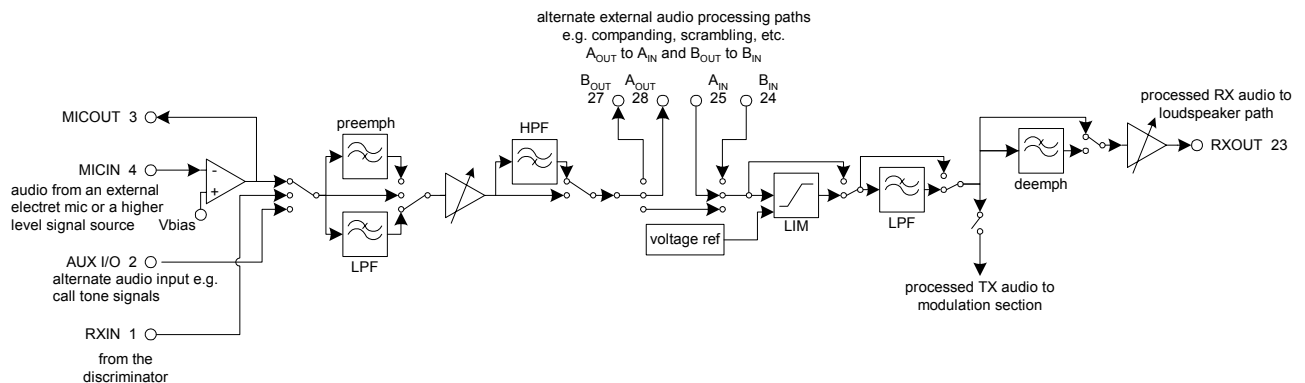 alternate external audio processing paths
e.g. companding, scrambling, etc.
AOUT to AIN and BOUT to BIN
BOUT
27
AOUT
28
AIN
25
BIN
24
MICOUT 3
preemph
HPF
processed RX audio to
loudspeaker path
MICIN 4
-
+
RXOUT 23
audio from an external
electret mic or a higher
level signal source
Vbias
deemph
voltage ref
LIM
LPF
LPF
AUX I/O 2
alternate audio input e.g.
call tone signals
processed TX audio to
modulation section
RXIN 1
from the
discriminator